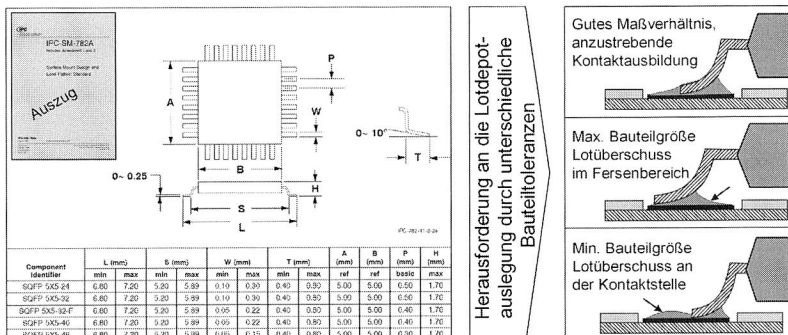 IPC-SM-782A
Surface Mount Design and
Land Pattern Standard
Auszug
P
W
A
B
0~ 10°
T
0~ 0.25
H
S
L
Component
Identifier
L (mm)
S (mm)
W (mm)
T (mm)
A
(mm)
B
(mm)
P
(mm)
H
(mm)
min max min max min max min max ref ref basic max
SQFP 5X5-24 6.80 7.20 5.20 5.89 0.10 0.30 0.40 0.80 5.00 5.00 0.50 1.70
SQFP 5X5-32 6.80 7.20 5.20 5.89 0.10 0.30 0.40 0.80 5.00 5.00 0.50 1.70
SQFP 5X5-32-F 6.80 7.20 5.20 5.89 0.05 0.22 0.40 0.80 5.00 5.00 0.40 1.70
SQFP 5X5-40 6.80 7.20 5.20 5.89 0.05 0.22 0.40 0.80 5.00 5.00 0.40 1.70
Herausforderung an die Lotdepot-
auslegung durch unterschiedliche
Bauteiltoleranzen
Gutes Maßverhältnis,
anzustrebende
Kontaktausbildung
Max. Bauteilgröße
Lotüberschuss
im Fersenbereich
Min. Bauteilgröße
Lotüberschuss an
der Kontaktstelle